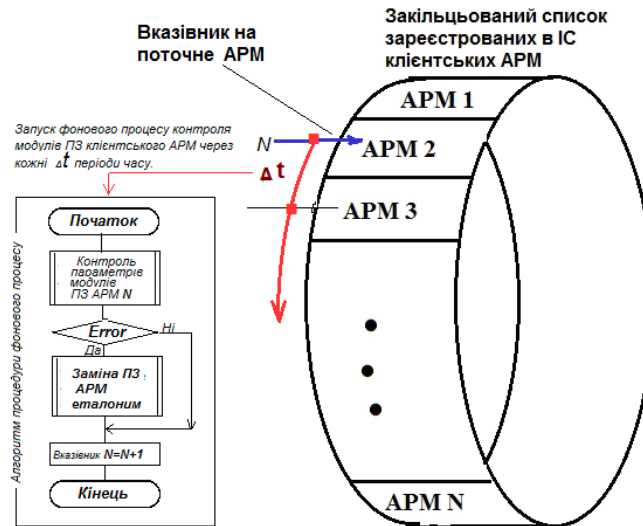 Вказівник на
поточне АРМ
Закільцьований список
зареєстрованих в ІС
клієнтських АРМ
Запуск фонового процесу контроля
модулів ПЗ клієнтського АРМ через
кожні Δt періоди часу.
N
Δt
АРМ 1
АРМ 2
АРМ 3
АРМ N
Алгоритм процедури фонового процесу
Початок
Контроль
параметрів
модулів
ПЗ АРМ N
Error
Ні
Да
Заміна ПЗ
АРМ
еталоним
Вказівник N=N+1
Кінець